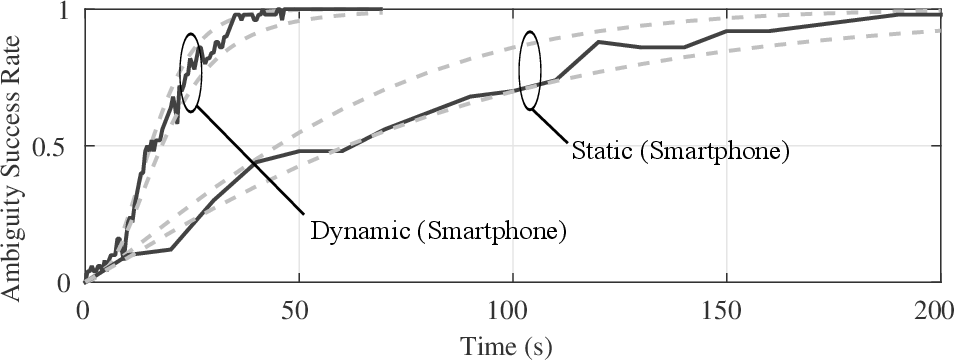 Ambiguity Success Rate
1
0.5
0
Static (Smartphone)
Dynamic (Smartphone)
0 50 100 150 200
Time (s)